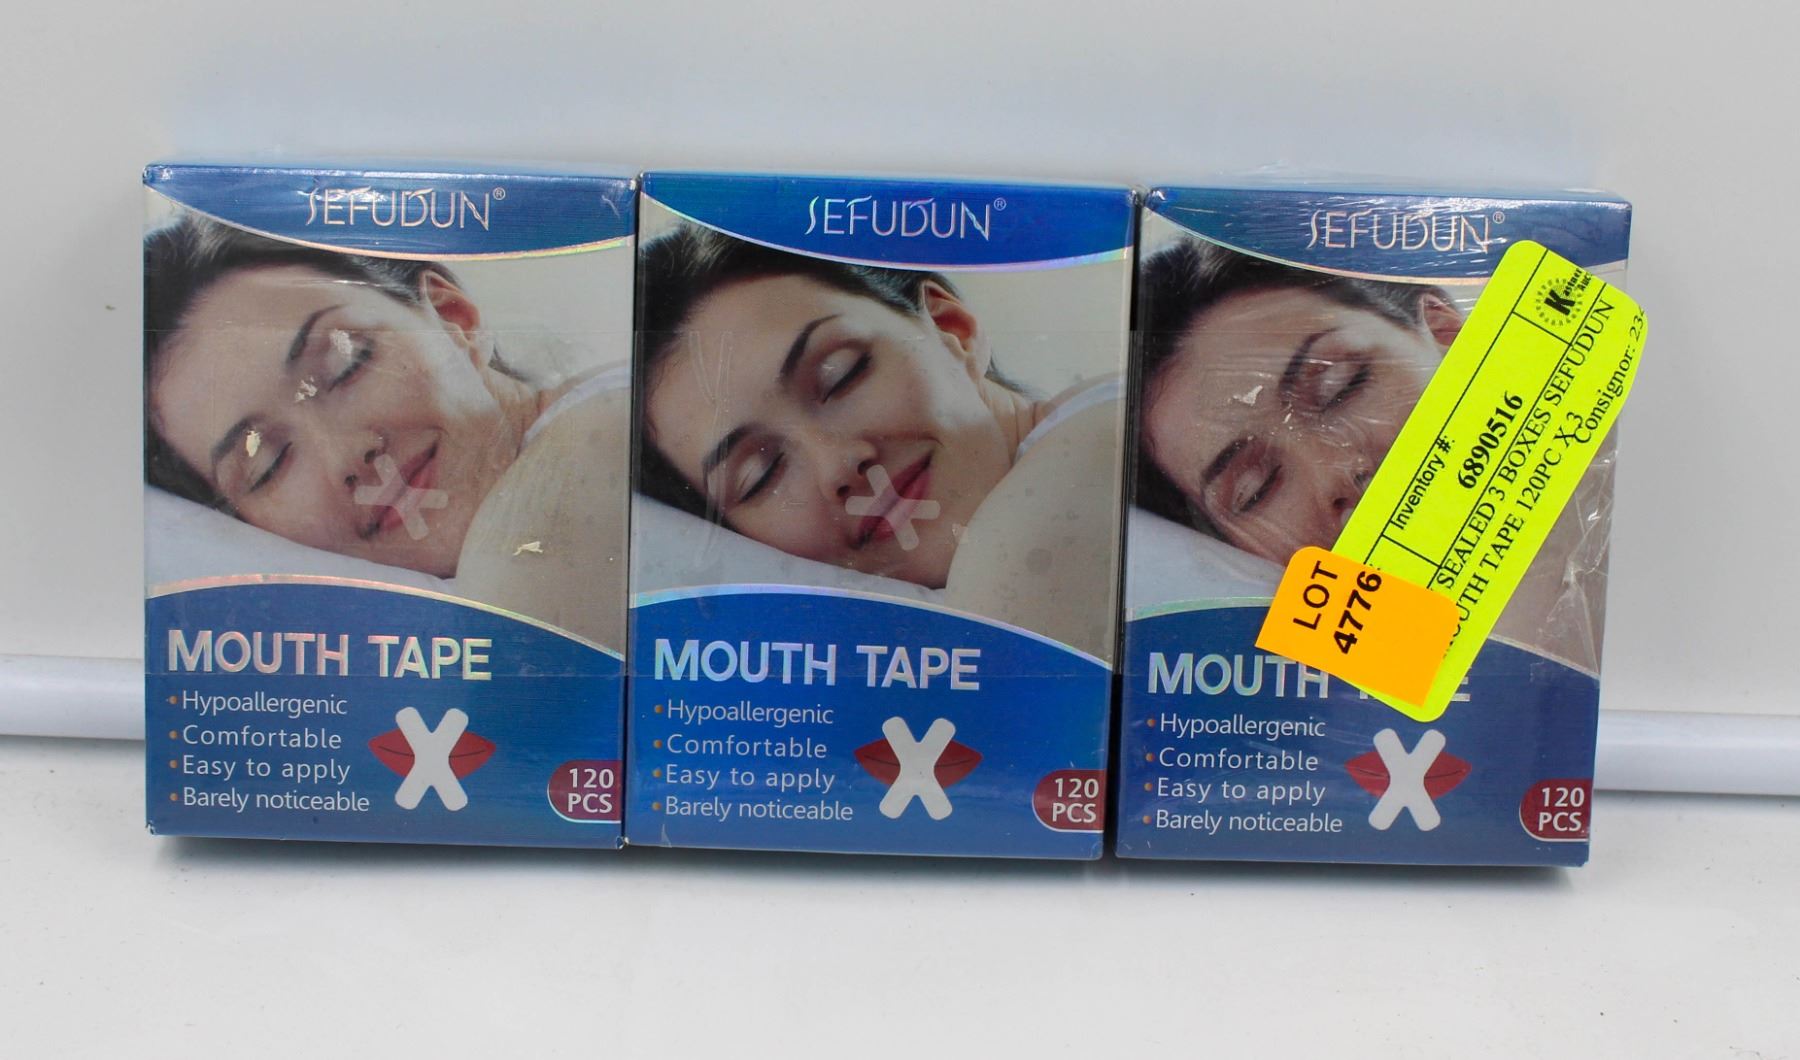 SEFUDUN®
MOUTH TAPE
•Hypoallergenic
•Comfortable
•Easy to apply
•Barely noticeable
120
PCS
SEFUDUN®
MOUTH TAPE
•Hypoallergenic
•Comfortable
•Easy to apply
•Barely noticeable
120
PCS
SEFUDUN®
MOUTH
•Hypoallergenic
•Comfortable
•Easy to apply
•Barely noticeable
120
PCS
Inventory #:
6890516
SEALED 3 BOXES SEFUDUN
TAPE 120PC X 3
Consignor:
LOT
4776